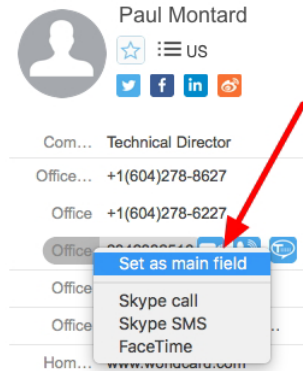 Paul Montard
US
Com... Technical Director
Office... +1(604)278-8627
Office +1(604)278-6227
Office
Set as main field
Office
Skype call
Office Skype SMS ..
FaceTime
Hom... www.worldcard.com